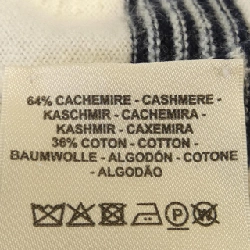 64% CACHEMIRE - CASHMERE -
KASCHMIR - CACHEMIRA -
KASHMIR - CAXEMIRA
36% COTON - COTTON -
BAUMWOLLE - ALGODÓN - COTONE
- ALGODÃO